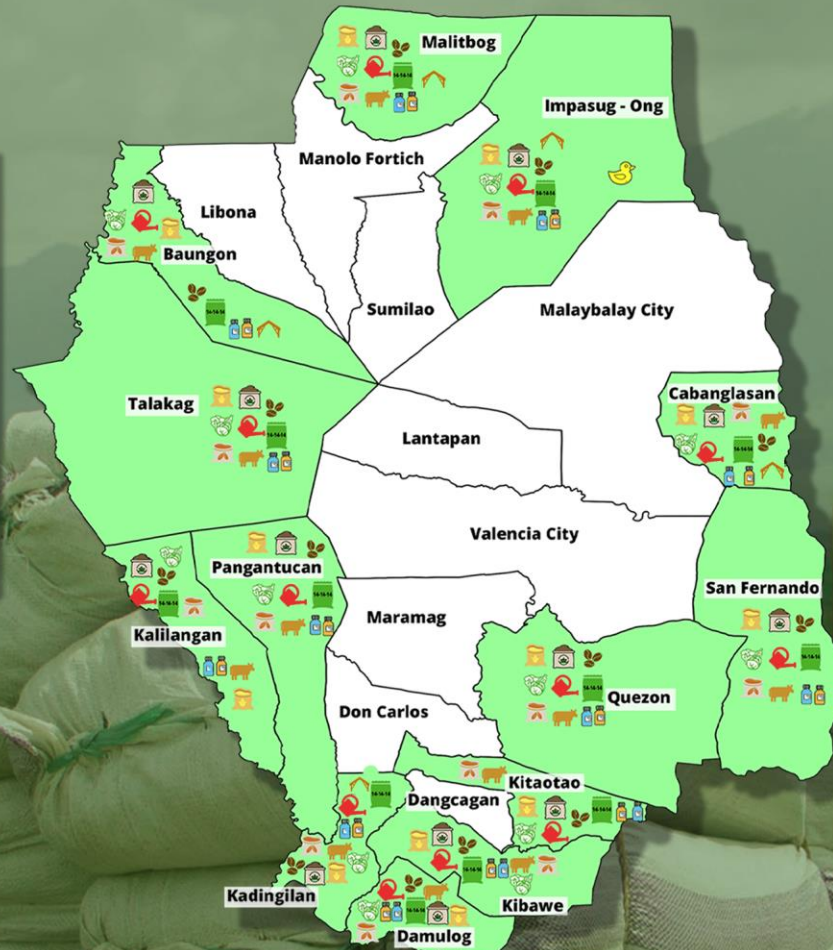 Malitbog
Impasug - Ong
Manolo Fortich
Libona
Baungon
Sumilao
Malaybalay City
Talakag
Cabanglasan
Lantapan
Valencia City
Pangantucan
San Fernando
Kalilangan
Maramag
Quezon
Don Carlos
Kitaotao
Dangcagan
Kadingilan
Kibawe
Damulog